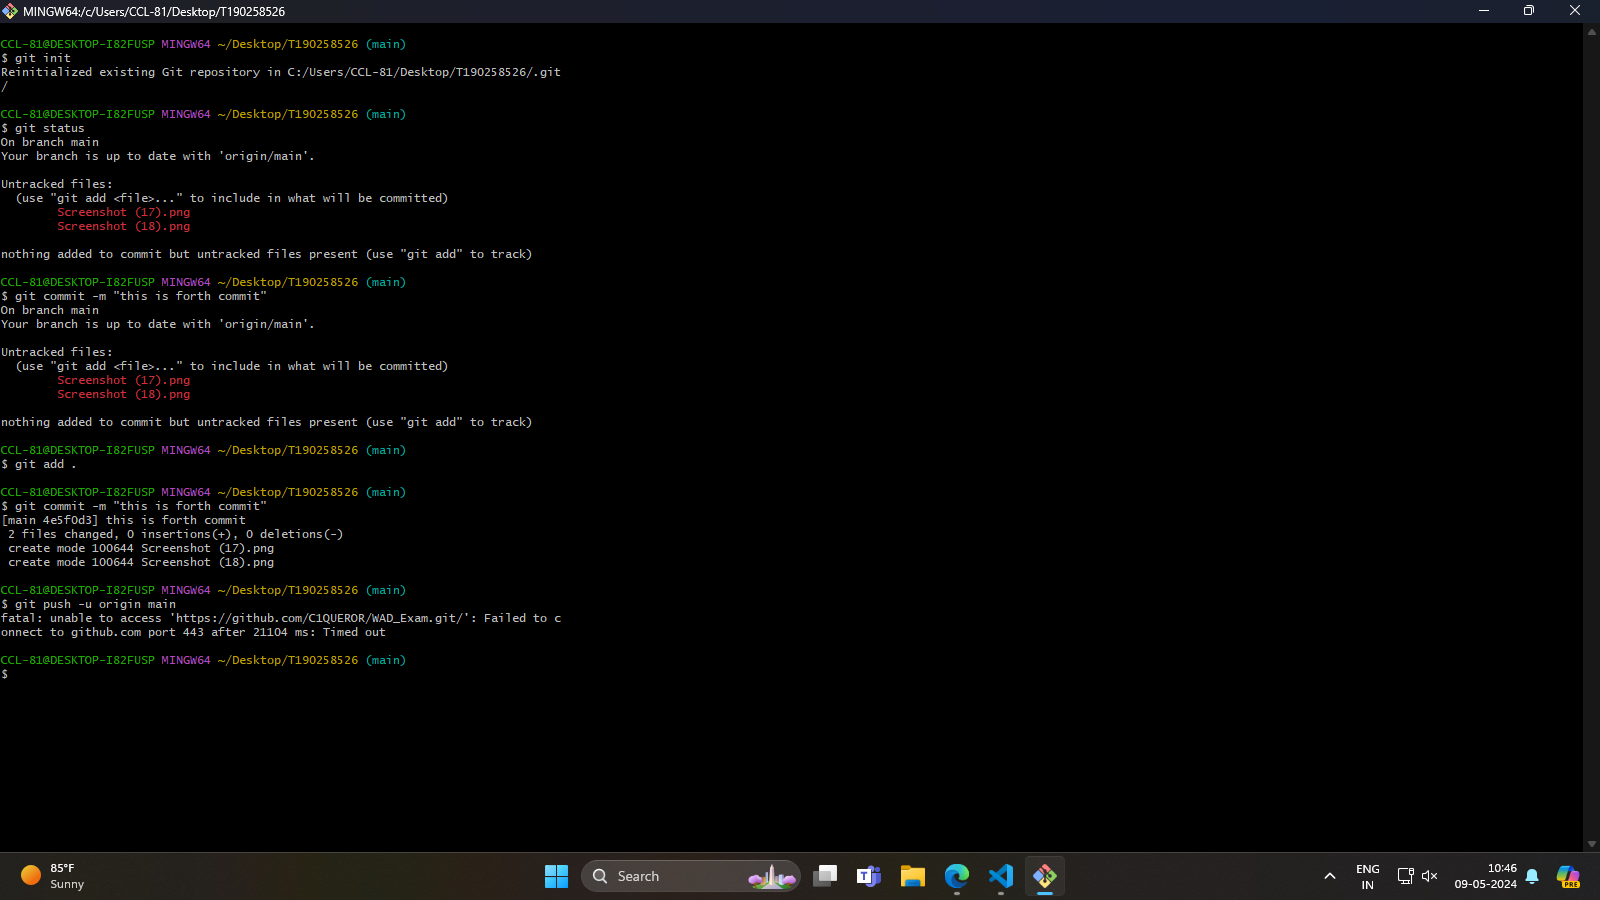 MINGW64:/c/Users/CCL-81/Desktop/T190258526
CCL-81@DESKTOP-I82FUSP MINGW64 ~/Desktop/T190258526 (main)
$ git init
Reinitialized existing Git repository in C:/Users/CCL-81/Desktop/T190258526/.git
/
CCL-81@DESKTOP-I82FUSP MINGW64 ~/Desktop/T190258526 (main)
$ git status
On branch main
Your branch is up to date with 'origin/main'.
Untracked files:
(use "git add <file>..." to include in what will be committed)
Screenshot (17).png
Screenshot (18).png
nothing added to commit but untracked files present (use "git add" to track)
CCL-81@DESKTOP-I82FUSP MINGW64 ~/Desktop/T190258526 (main)
$ git commit -m "this is forth commit"
On branch main
Your branch is up to date with 'origin/main'.
Untracked files:
(use "git add <file>..." to include in what will be committed)
Screenshot (17).png
Screenshot (18).png
nothing added to commit but untracked files present (use "git add" to track)
CCL-81@DESKTOP-I82FUSP MINGW64 ~/Desktop/T190258526 (main)
$ git add .
CCL-81@DESKTOP-I82FUSP MINGW64 ~/Desktop/T190258526 (main)
$ git commit -m "this is forth commit"
[main 4e5f0d3] this is forth commit
2 files changed, 0 insertions(+), 0 deletions(-)
create mode 100644 Screenshot (17).png
create mode 100644 Screenshot (18).png
CCL-81@DESKTOP-I82FUSP MINGW64 ~/Desktop/T190258526 (main)
$ git push -u origin main
fatal: unable to access 'https://github.com/C1QUEROR/WAD_Exam.git/': Failed to c
onnect to github.com port 443 after 21104 ms: Timed out
CCL-81@DESKTOP-I82FUSP MINGW64 ~/Desktop/T190258526 (main)
$
85°F
Sunny
Search
ENG
IN
10:46
09-05-2024
PRE